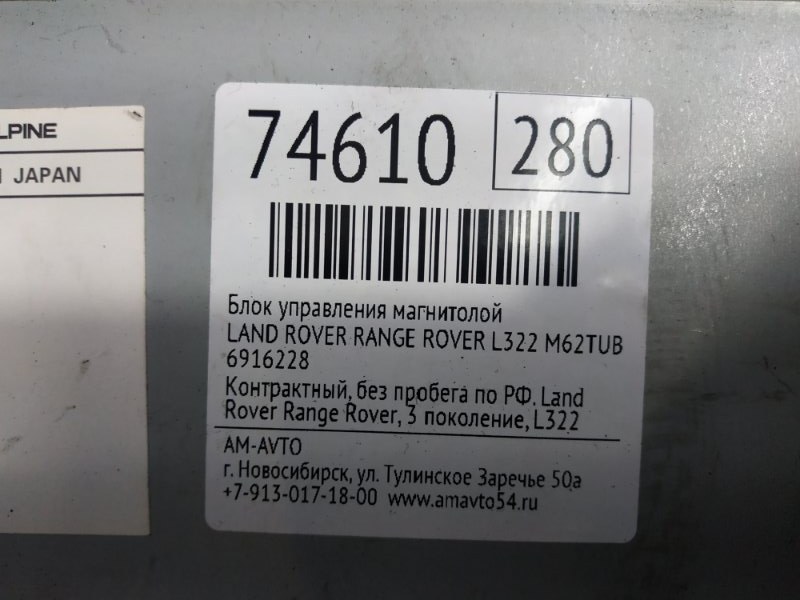 LPINE
JAPAN
74610
280
Блок управления магнитолой
LAND ROVER RANGE ROVER L322 M62TUB
6916228
Контрактный, без пробега по РФ. Land
Rover Range Rover, 3 поколение, L322
AM-AVTO
г. Новосибирск, ул. Тулинское Заречье 50а
+7-913-017-18-00 www.amavto54.ru